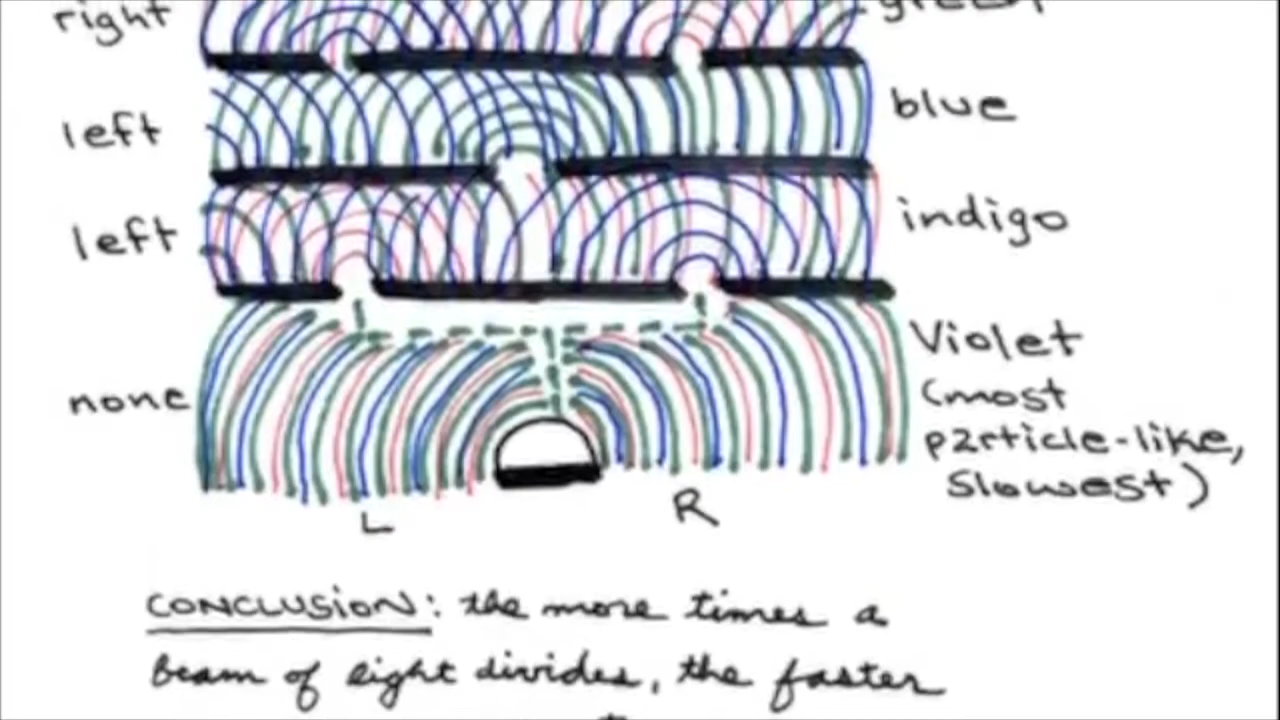 right green,
left blue
left indigo
none Violet
(most
particle-like,
slowest)
L R
CONCLUSION: the more times a
beam of light divides, the faster